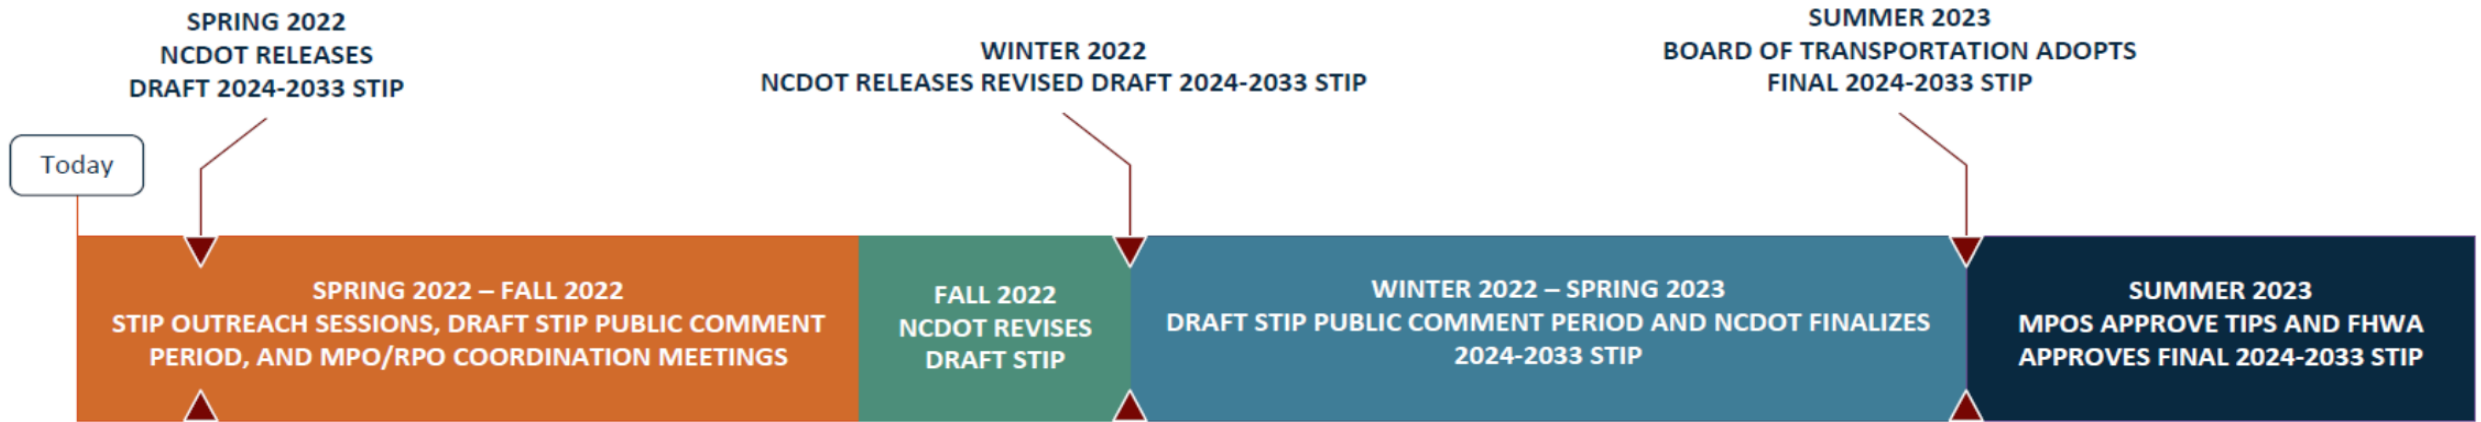 SPRING 2022
NCDOT RELEASES
DRAFT 2024-2033 STIP
WINTER 2022
NCDOT RELEASES REVISED DRAFT 2024-2033 STIP
SUMMER 2023
BOARD OF TRANSPORTATION ADOPTS
FINAL 2024-2033 STIP
Today
SPRING 2022 – FALL 2022
STIP OUTREACH SESSIONS, DRAFT STIP PUBLIC COMMENT
PERIOD, AND MPO/RPO COORDINATION MEETINGS
FALL 2022
NCDOT REVISES
DRAFT STIP
WINTER 2022 – SPRING 2023
DRAFT STIP PUBLIC COMMENT PERIOD AND NCDOT FINALIZES
2024-2033 STIP
SUMMER 2023
MPOS APPROVE TIPS AND FHWA
APPROVES FINAL 2024-2033 STIP